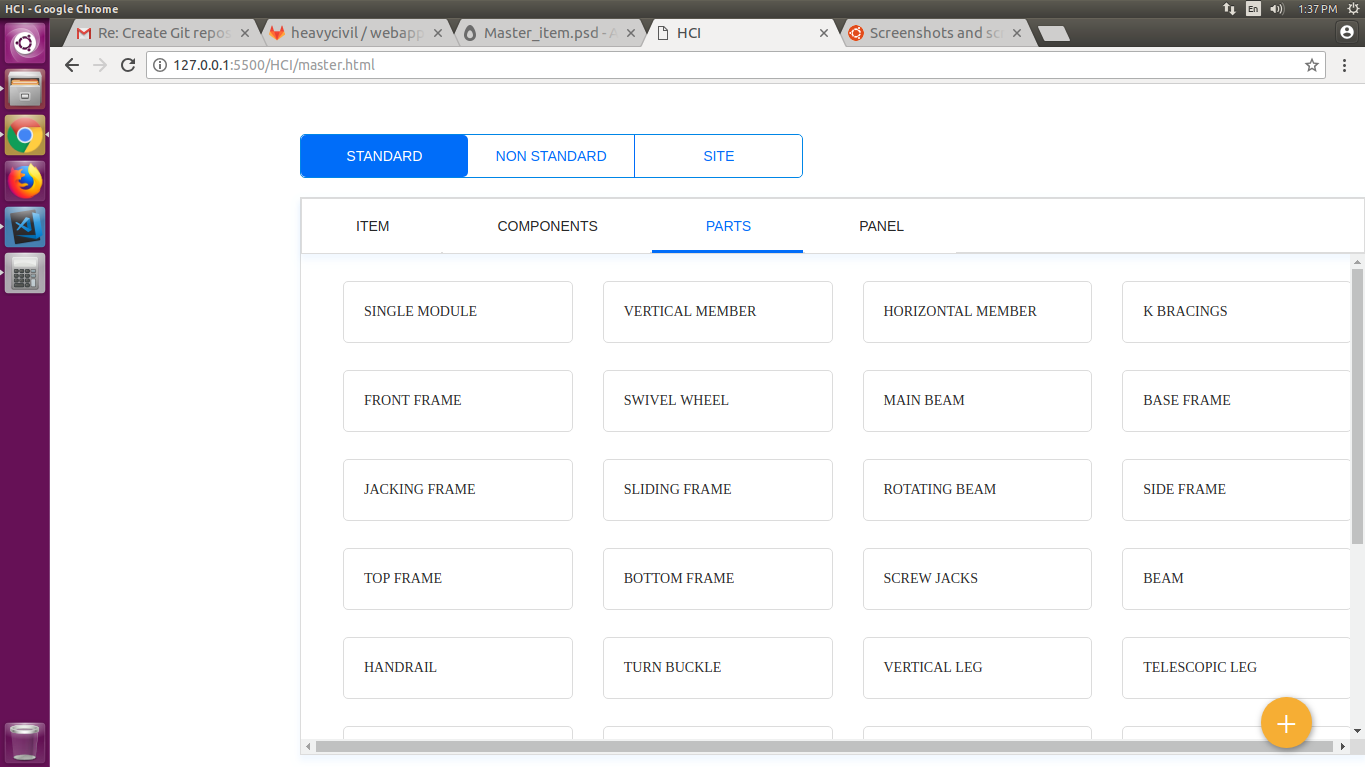 HCI - Google Chrome
En
1:37 PM
Re: Create Git repos
heavycivil / webapp
Master_item.psd - A
HCI
Screenshots and scr
127.0.0.1:5500/HCI/master.html
STANDARD
NON STANDARD
SITE
ITEM
COMPONENTS
PARTS
PANEL
SINGLE MODULE
VERTICAL MEMBER
HORIZONTAL MEMBER
K BRACINGS
FRONT FRAME
SWIVEL WHEEL
MAIN BEAM
BASE FRAME
JACKING FRAME
SLIDING FRAME
ROTATING BEAM
SIDE FRAME
TOP FRAME
BOTTOM FRAME
SCREW JACKS
BEAM
HANDRAIL
TURN BUCKLE
VERTICAL LEG
TELESCOPIC LEG